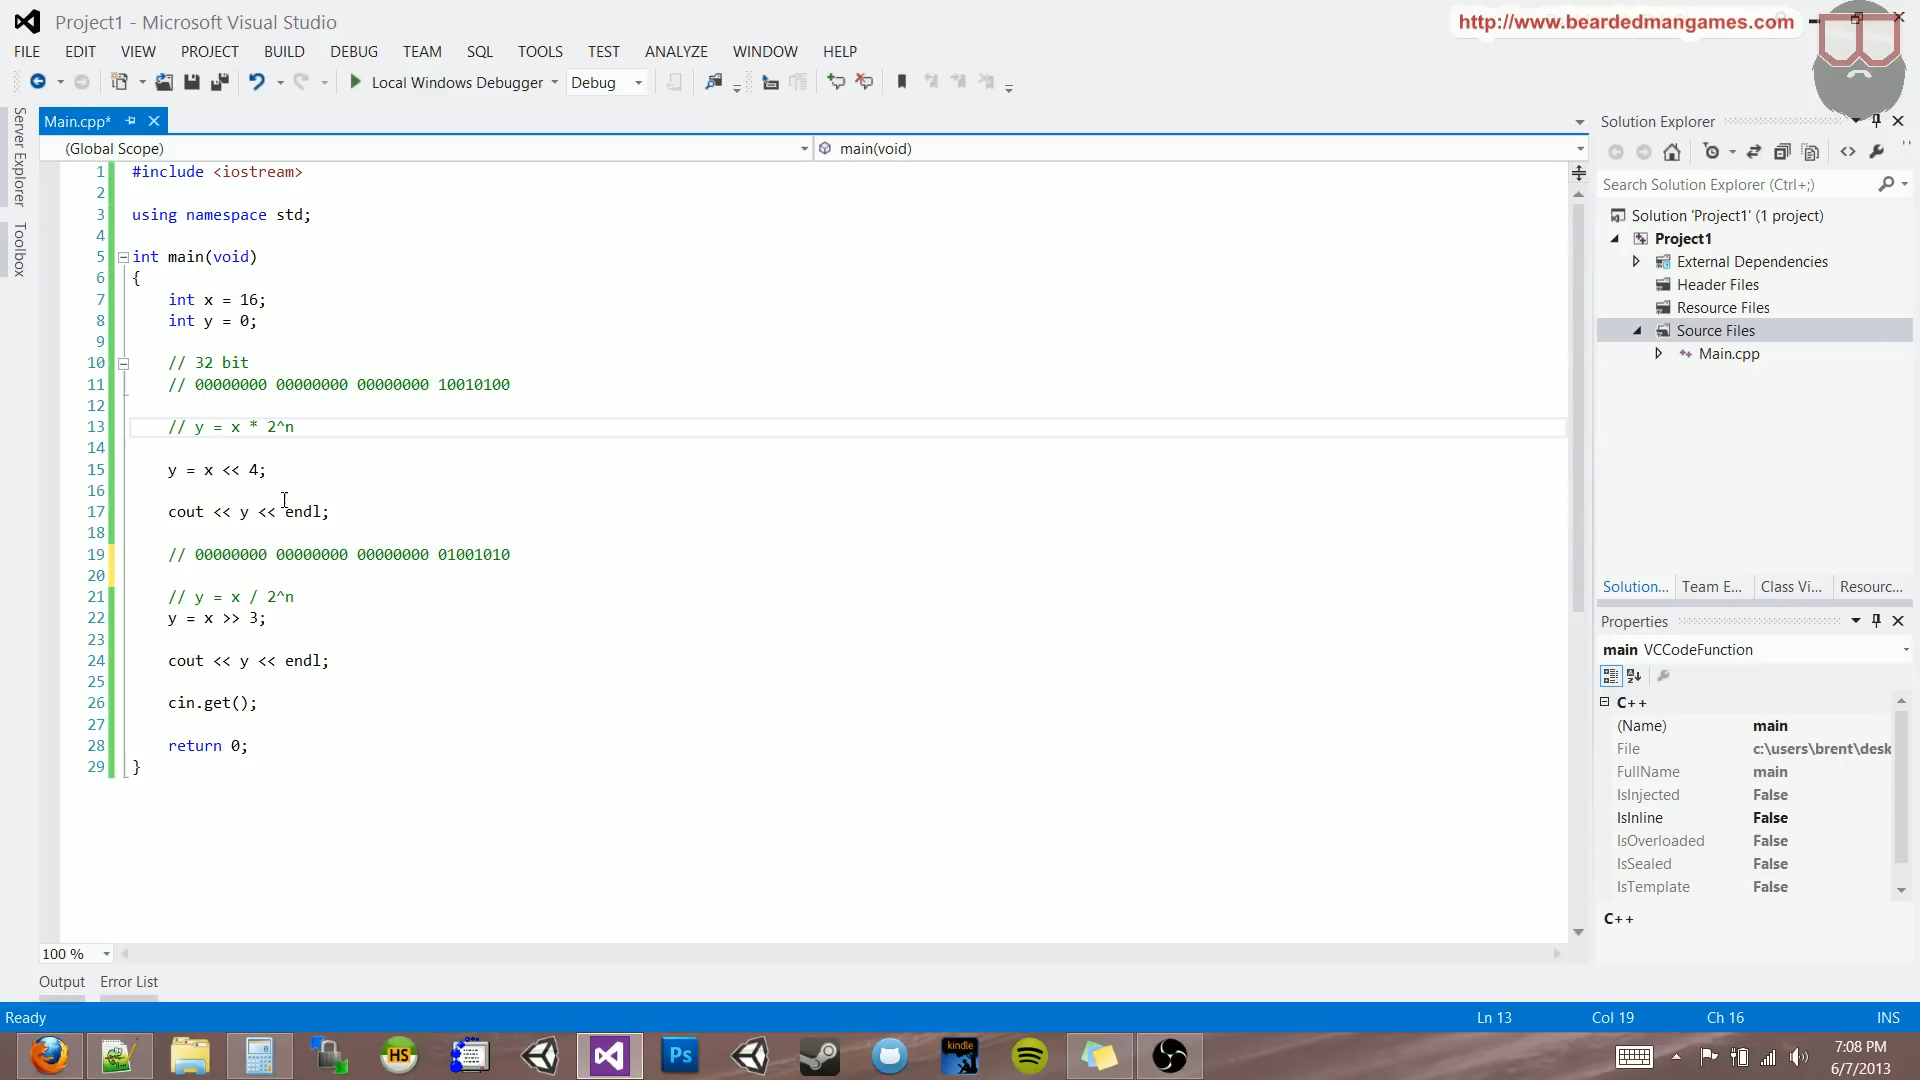 Project1 - Microsoft Visual Studio
http://www.beardedmangames.com
FILE EDIT VIEW PROJECT BUILD DEBUG TEAM SQL TOOLS TEST ANALYZE WINDOW HELP
Local Windows Debugger Debug
Server Explorer
Toolbox
Main.cpp*
(Global Scope) main(void)
1 #include <iostream>
2
3 using namespace std;
4
5 int main(void)
6 {
7 int x = 16;
8 int y = 0;
9
10 // 32 bit
11 // 00000000 00000000 00000000 10010100
12
13 // y = x * 2^n
14
15 y = x << 4;
16
17 cout << y << endl;
18
19 // 00000000 00000000 00000000 01001010
20
21 // y = x / 2^n
22 y = x >> 3;
23
24 cout << y << endl;
25
26 cin.get();
27
28 return 0;
29 }
100 %
Output Error List
Solution Explorer
Search Solution Explorer (Ctrl+;)
Solution 'Project1' (1 project)
Project1
External Dependencies
Header Files
Resource Files
Source Files
Main.cpp
Solution... Team E... Class Vi... Resourc...
Properties
main VCCodeFunction
C++
(Name) main
File c:\users\brent\desk
FullName main
IsInjected False
IsInline False
IsOverloaded False
IsSealed False
IsTemplate False
C++
Ready Ln 13 Col 19 Ch 16 INS
HS
Ps
kindle
7:08 PM
6/7/2013